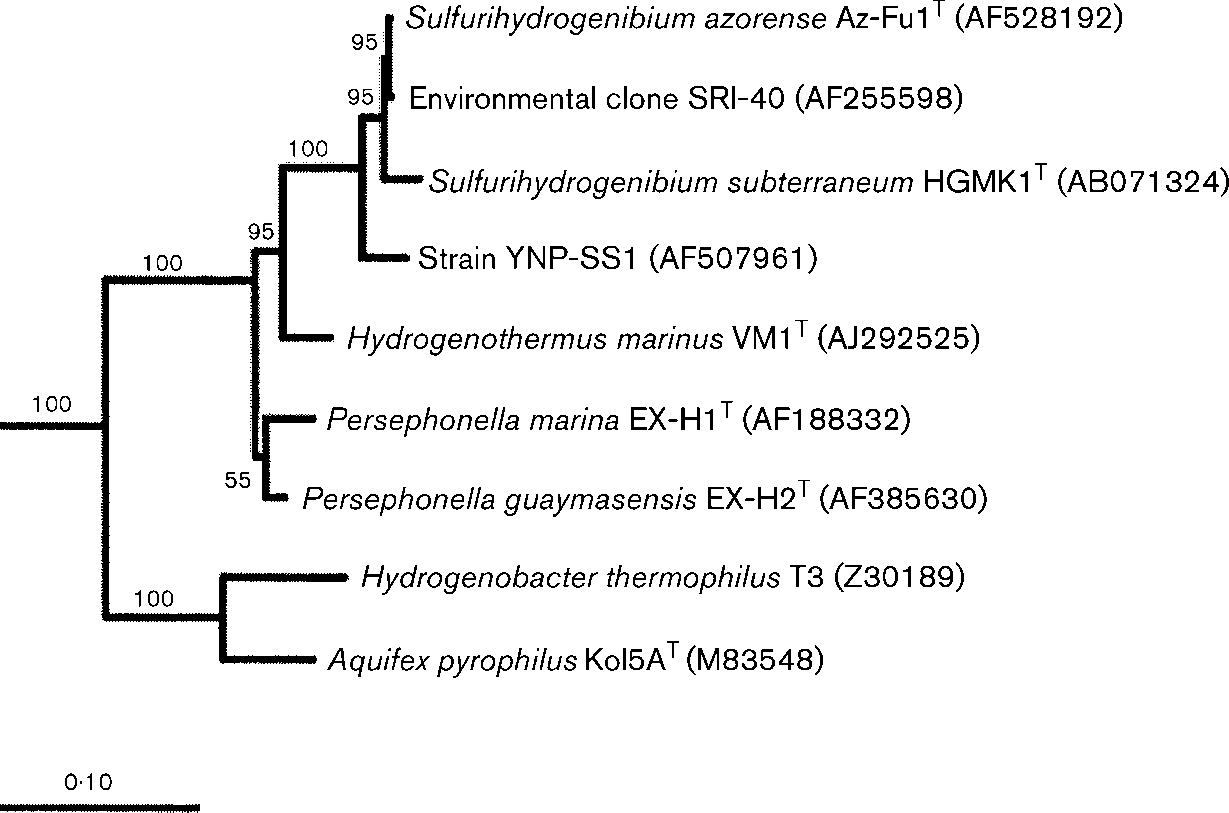 Sulfurihydrogenibium azorense Az-Fu1ᵀ (AF528192)
95
Environmental clone SRI-40 (AF255598)
95
100
Sulfurihydrogenibium subterraneum HGMK1ᵀ (AB071324)
95
Strain YNP-SS1 (AF507961)
100
Hydrogenothermus marinus VM1ᵀ (AJ292525)
100
Persephonella marina EX-H1ᵀ (AF188332)
55
Persephonella guaymasensis EX-H2ᵀ (AF385630)
Hydrogenobacter thermophilus T3 (Z30189)
100
Aquifex pyrophilus Kol5Aᵀ (M83548)
0·10